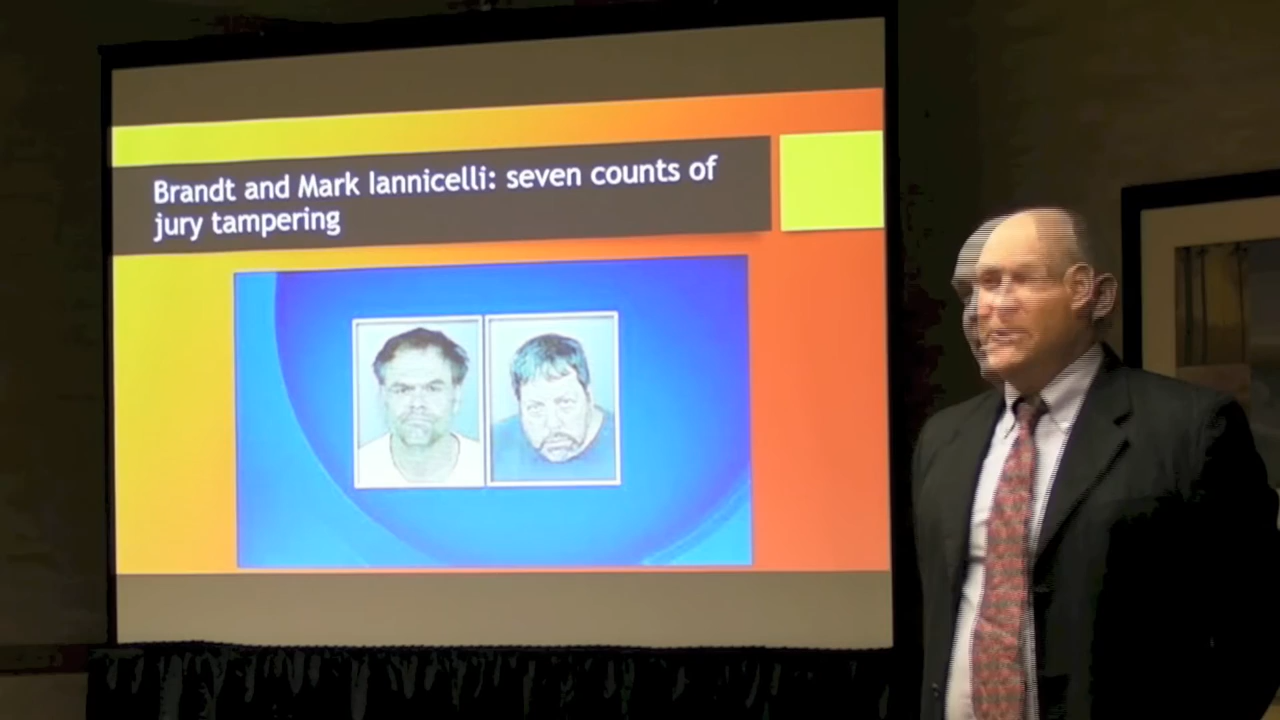 Brandt and Mark Iannicelli: seven counts of
jury tampering